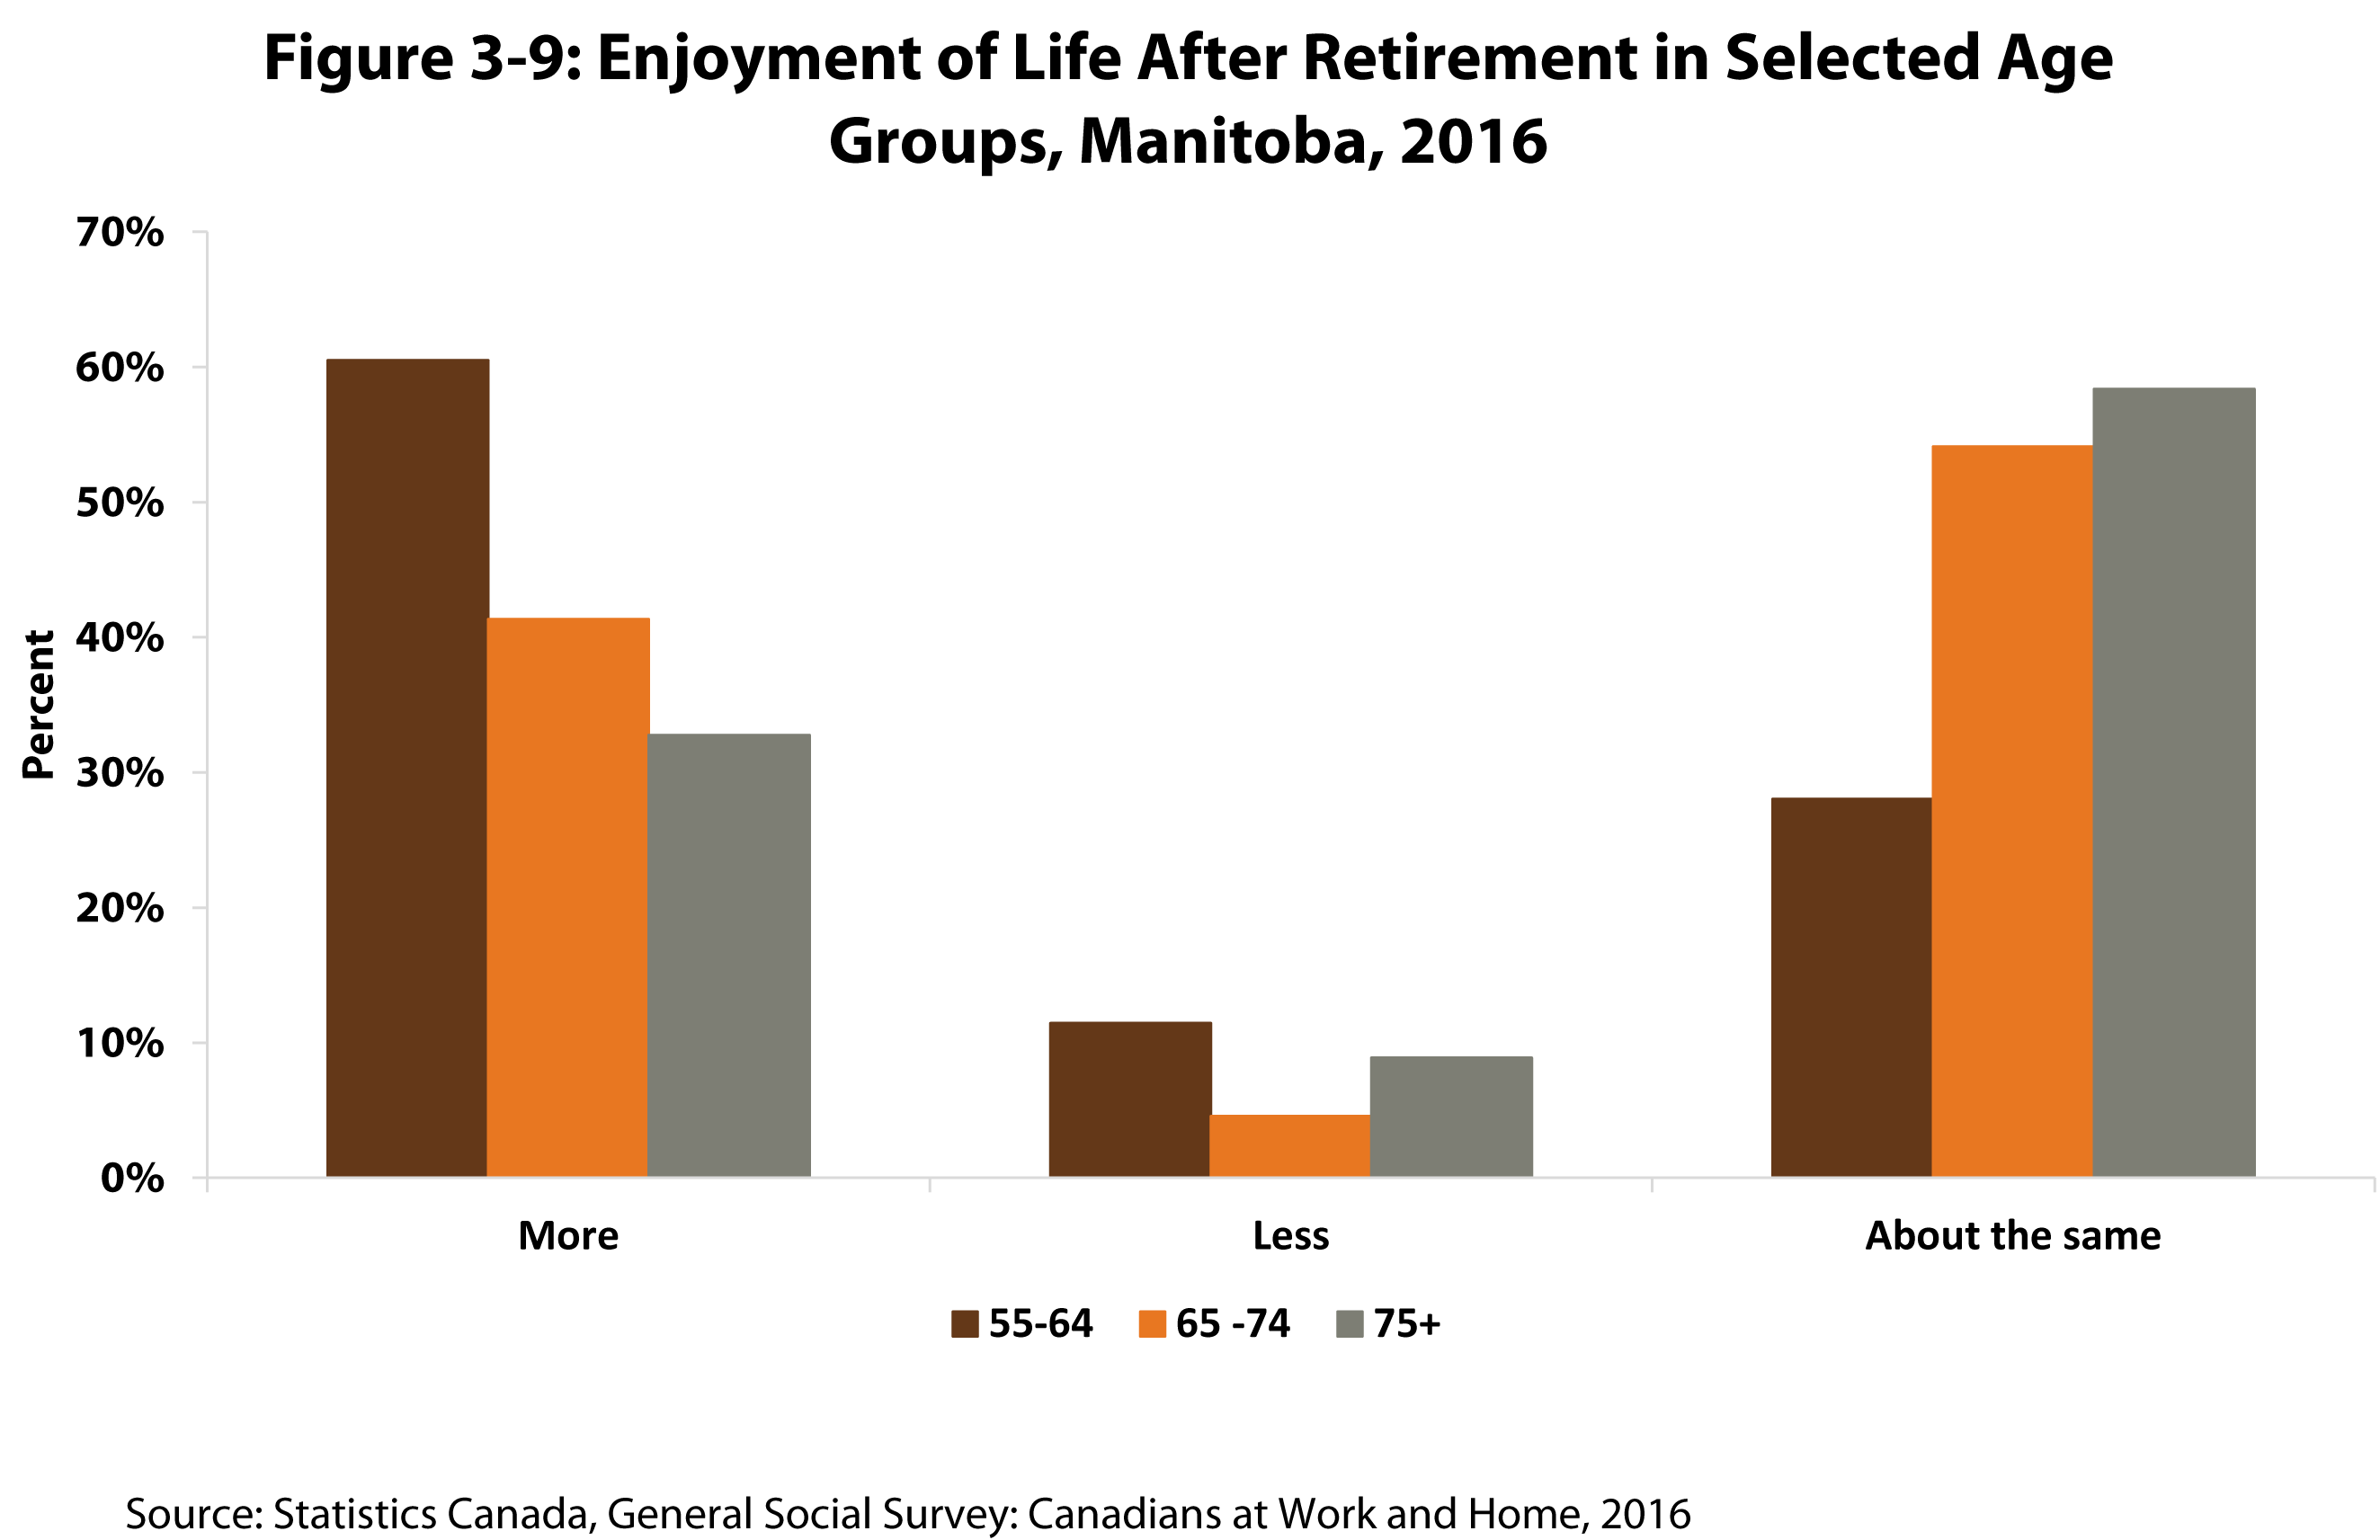 Figure 3-9: Enjoyment of Life After Retirement in Selected Age
Groups, Manitoba, 2016
70%
60%
50%
40%
30%
20%
10%
0%
Percent
More
Less
About the same
55-64
65 -74
75+
Source: Statistics Canada, General Social Survey: Canadians at Work and Home, 2016